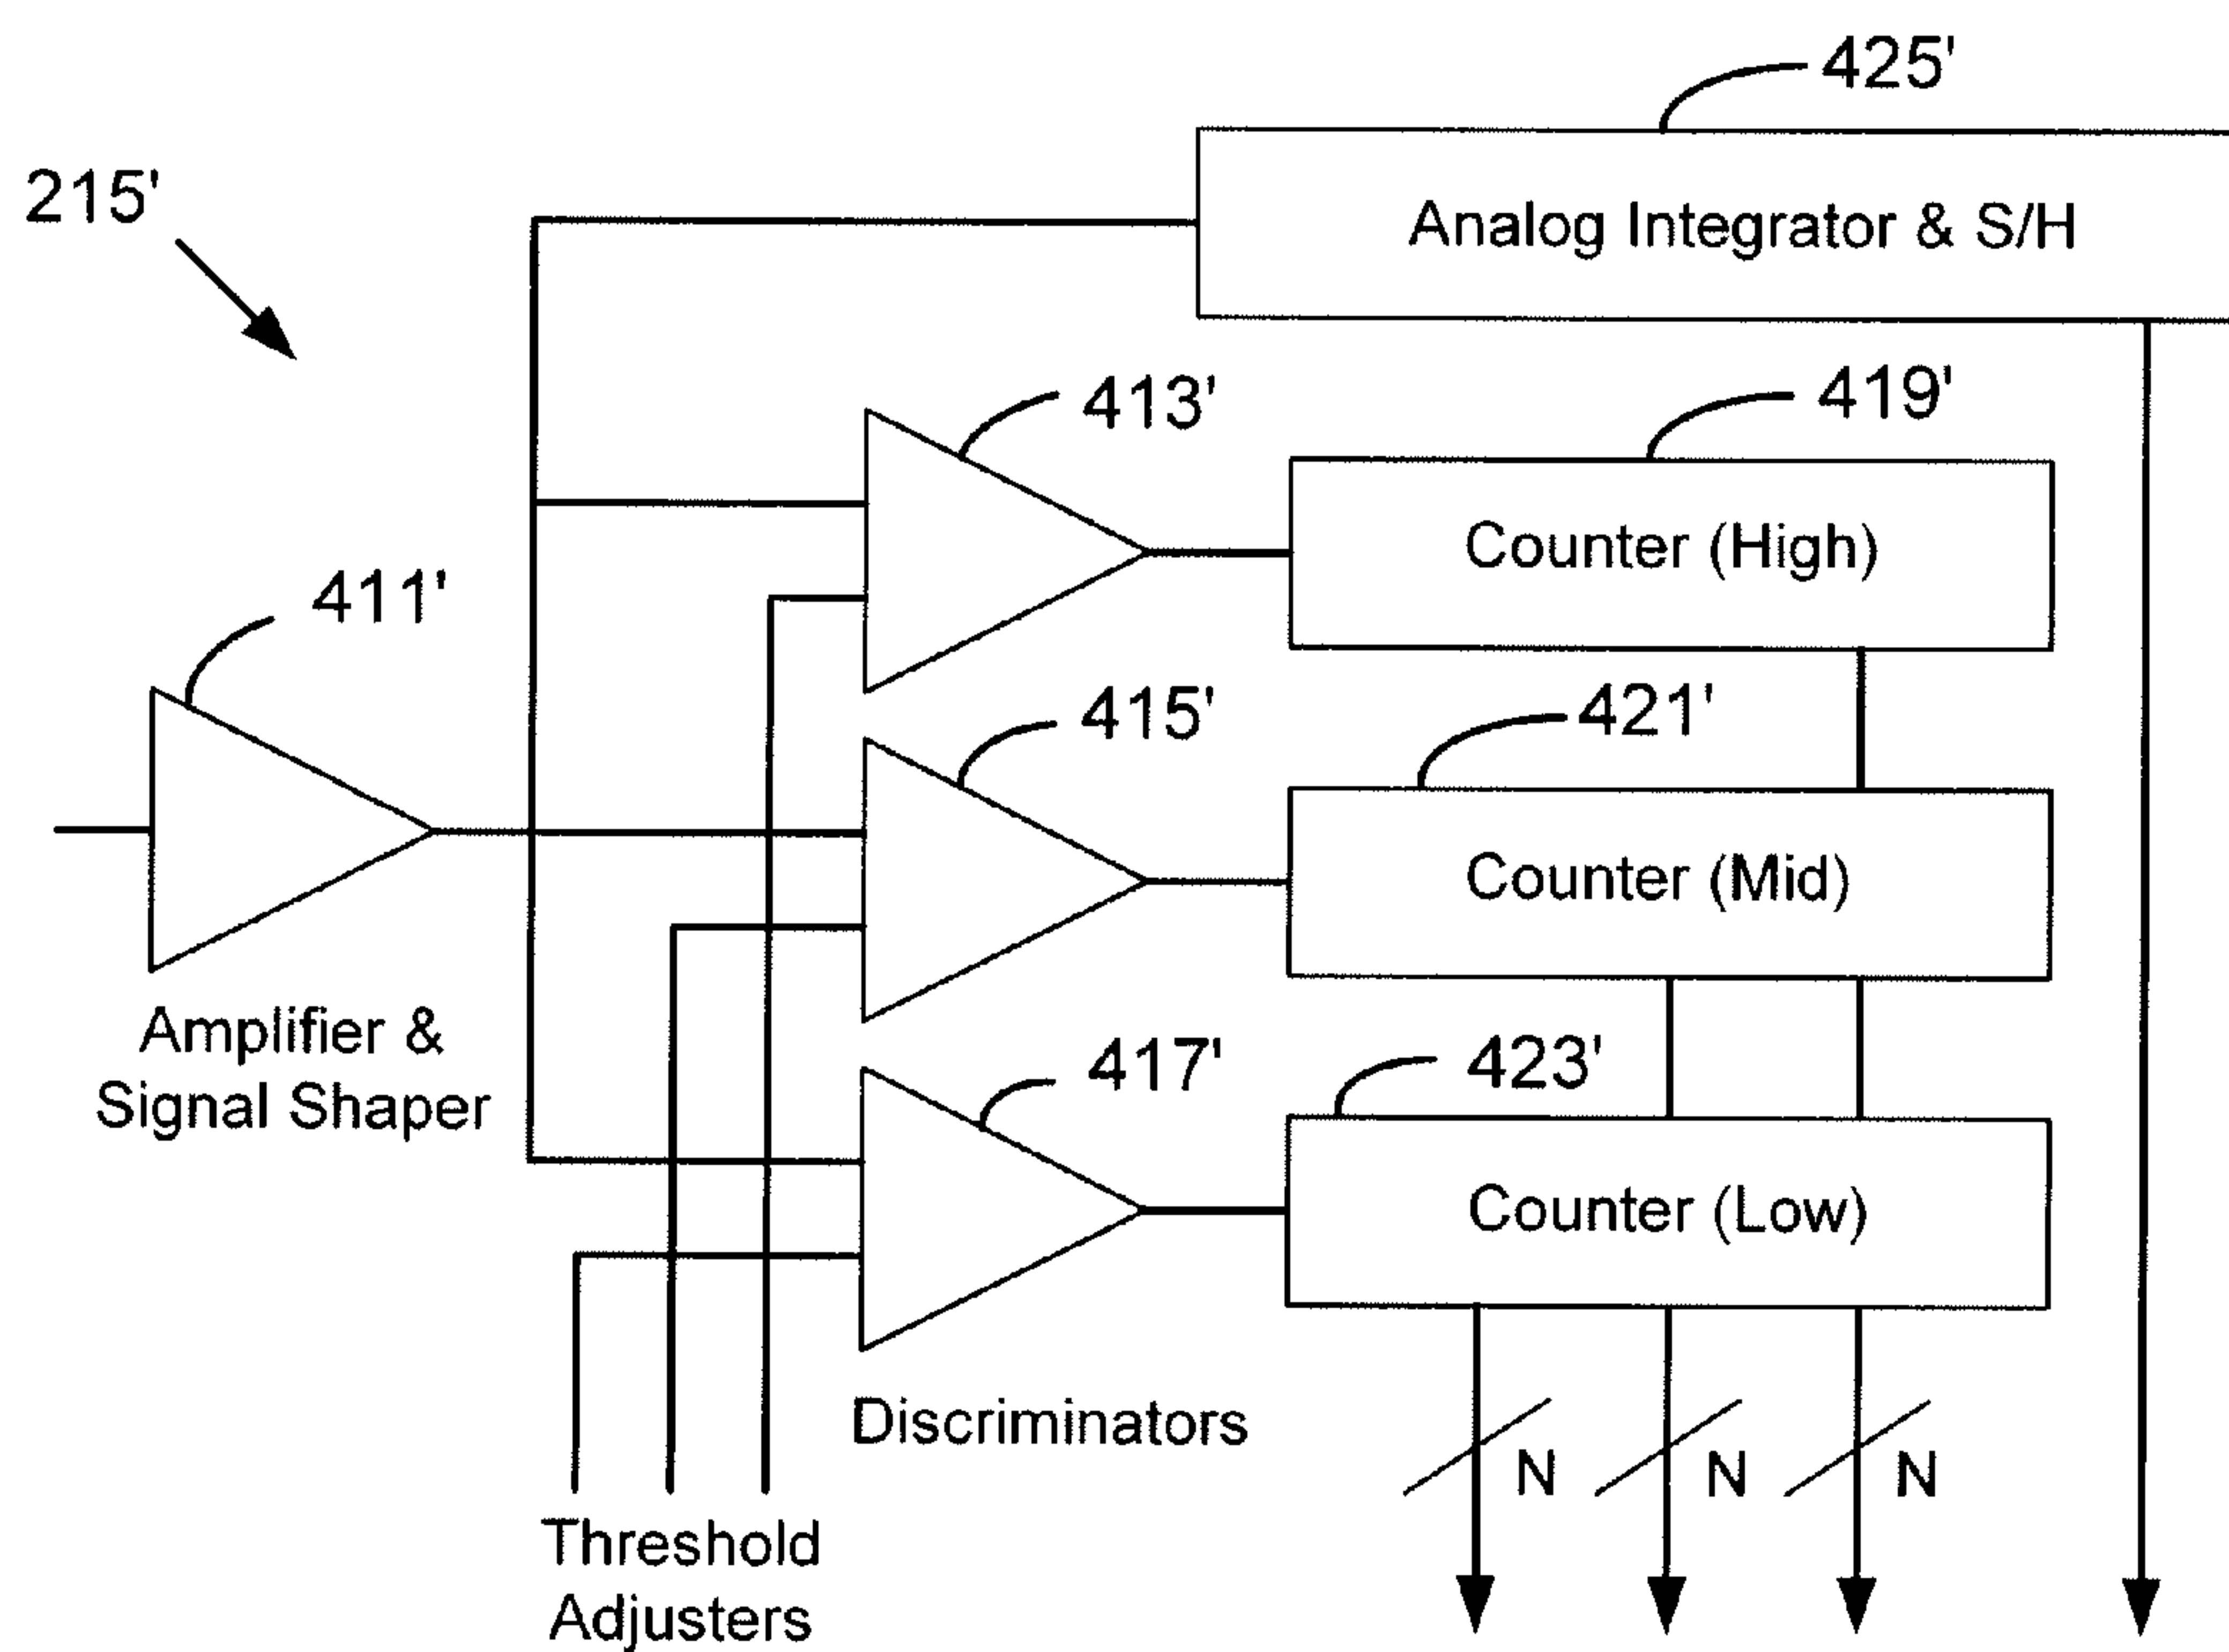 425'
215'
Analog Integrator & S/H
413'
419'
Counter (High)
411'
415'
421'
Counter (Mid)
Amplifier &
Signal Shaper
417'
423'
Counter (Low)
Discriminators
N
N
N
Threshold
Adjusters